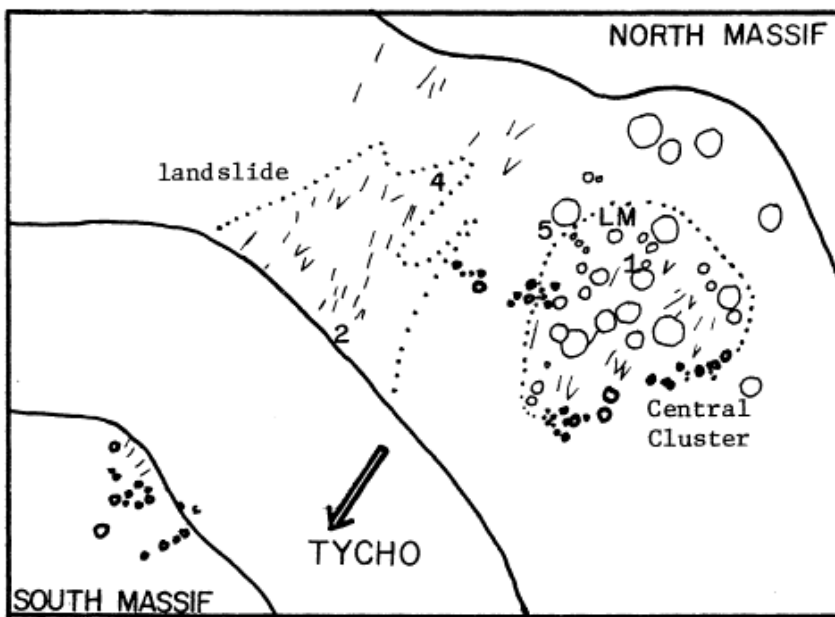 NORTH MASSIF
landslide
4
5 LM
1
2
Central
Cluster
TYCHO
SOUTH MASSIF